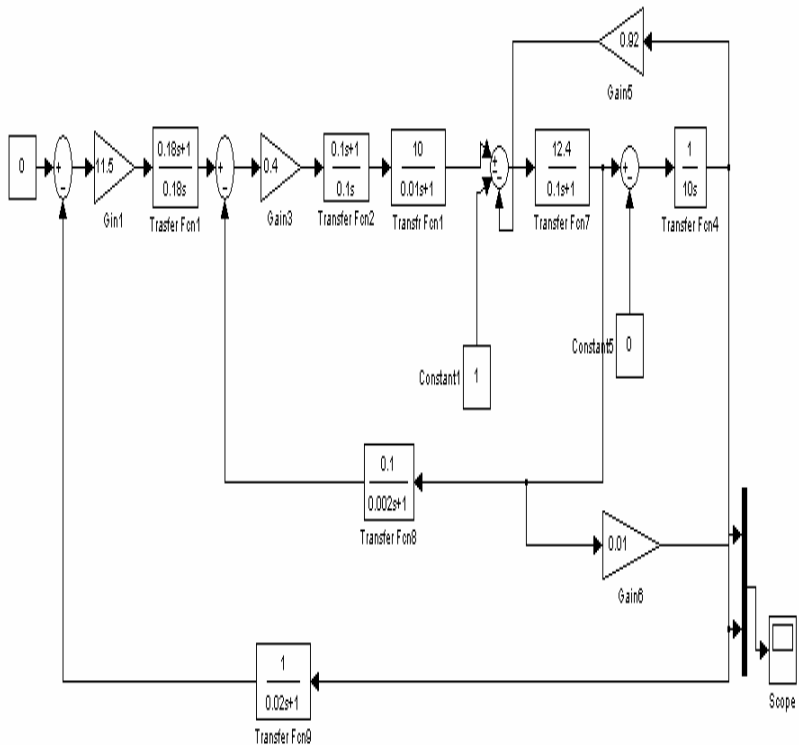 0.92
Gain5
0
+
−
11.5
Gin1
0.18s+1
0.18s
Trasfer Fcn1
+
−
0.4
Gain3
0.1s+1
0.1s
Transfer Fcn2
10
0.01s+1
Transfr Fcn1
+
−
−
12.4
0.1s+1
Transfer Fcn7
+
−
1
10s
Transfer Fcn4
Constant1
1
Constant5
0
0.1
0.002s+1
Transfer Fcn8
0.01
Gain6
1
0.02s+1
Transfer Fcn9
Scope